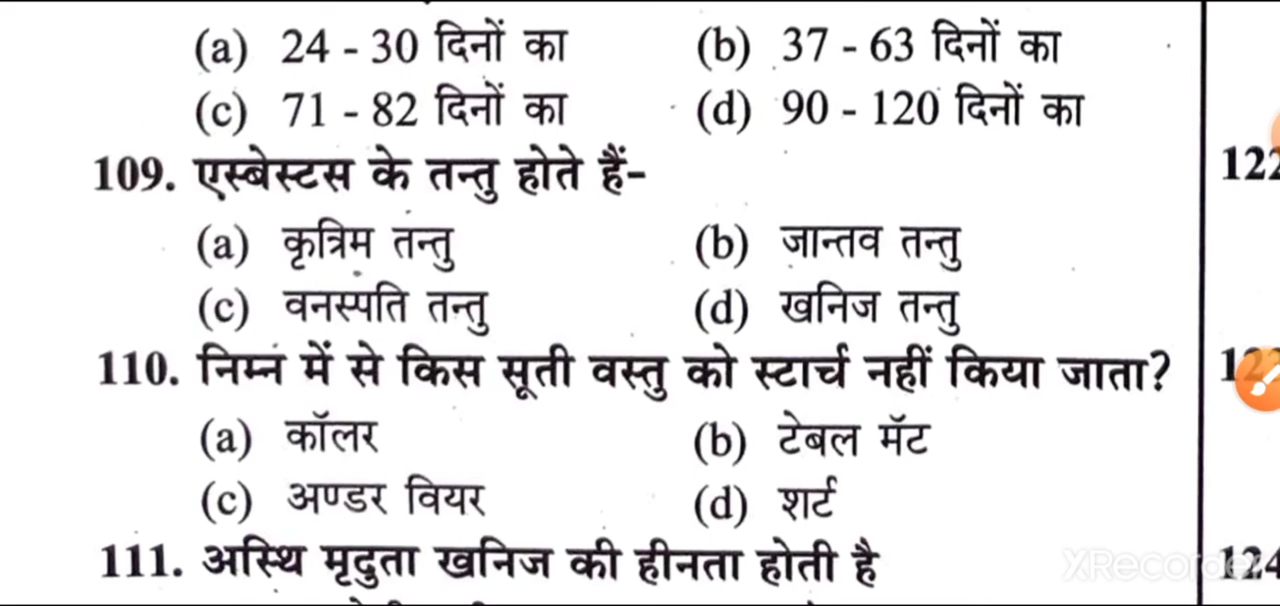 (a) 24 - 30 दिनों का (b) 37 - 63 दिनों का
(c) 71 - 82 दिनों का (d) 90 - 120 दिनों का
109. एस्बेस्टस के तन्तु होते हैं-
(a) कृत्रिम तन्तु (b) जान्तव तन्तु
(c) वनस्पति तन्तु (d) खनिज तन्तु
110. निम्न में से किस सूती वस्तु को स्टार्च नहीं किया जाता?
(a) कॉलर (b) टेबल मॅट
(c) अण्डर वियर (d) शर्ट
111. अस्थि मृदुता खनिज की हीनता होती है
122
124
XRecorder